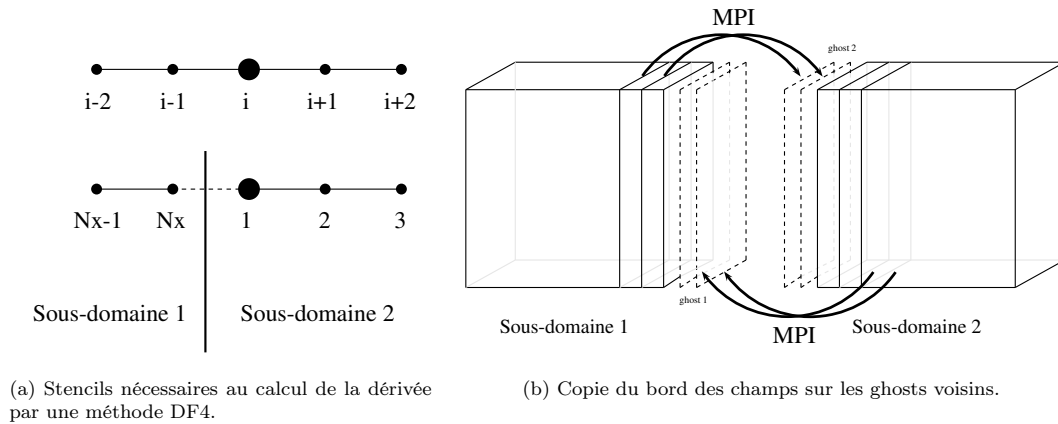 i-2 i-1 i i+1 i+2
Nx-1 Nx 1 2 3
Sous-domaine 1 Sous-domaine 2
(a) Stencils nécessaires au calcul de la dérivée
par une méthode DF4.
MPI
ghost 2
ghost 1
Sous-domaine 1 Sous-domaine 2
MPI
(b) Copie du bord des champs sur les ghosts voisins.